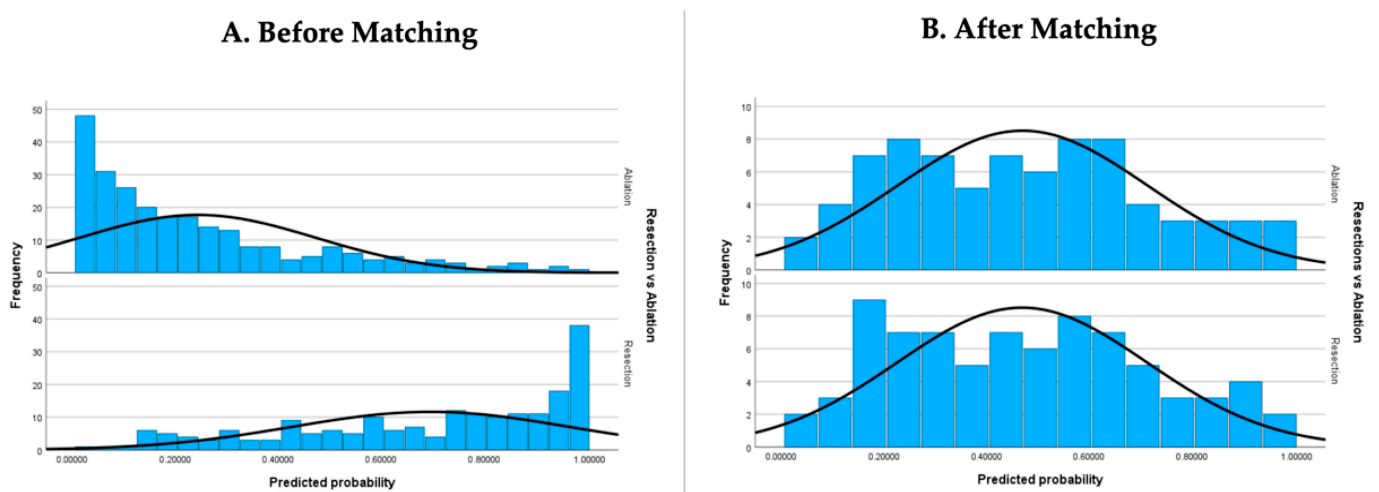 A. Before Matching
50
40
30
20
10
0
Ablation
50
40
30
20
10
0
Resection
Frequency
Resection vs Ablation
0.00000 0.20000 0.40000 0.60000 0.80000 1.00000
Predicted probability
B. After Matching
10
8
6
4
2
0
Ablation
10
8
6
4
2
0
Resection
Frequency
Resections vs Ablation
0.00000 0.20000 0.40000 0.60000 0.80000 1.00000
Predicted probability